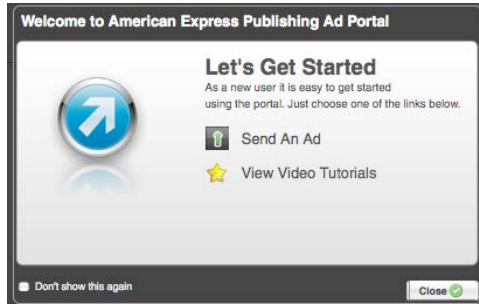 Welcome to American Express Publishing Ad Portal
Let's Get Started
As a new user it is easy to get started
using the portal. Just choose one of the links below.
Send An Ad
View Video Tutorials
Don't show this again
Close